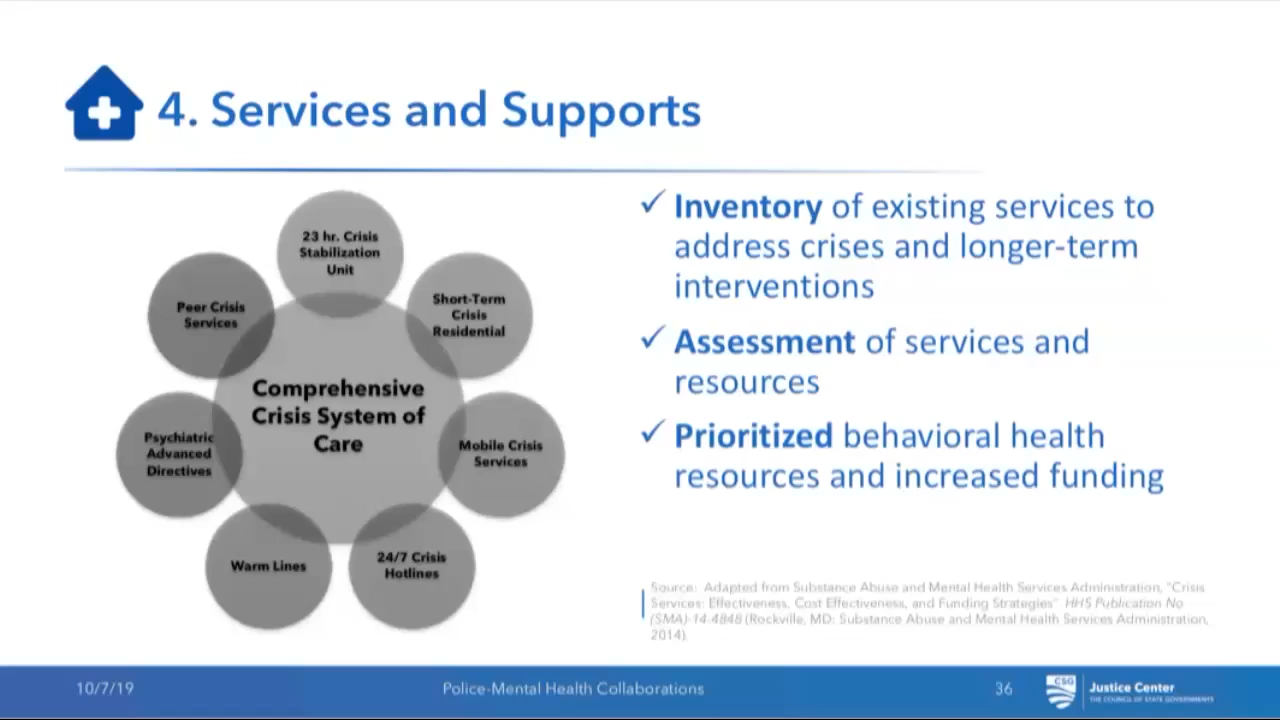 4. Services and Supports
23 hr. Crisis
Stabilization
Unit
Short-Term
Crisis
Residential
Mobile Crisis
Services
24/7 Crisis
Hotlines
Warm Lines
Psychiatric
Advanced
Directives
Peer Crisis
Services
Comprehensive
Crisis System of
Care
✓ Inventory of existing services to
address crises and longer-term
interventions
✓ Assessment of services and
resources
✓ Prioritized behavioral health
resources and increased funding
Source: Adapted from Substance Abuse and Mental Health Services Administration, "Crisis
Services: Effectiveness, Cost Effectiveness, and Funding Strategies" HHS Publication No
(SMA)-14-4848 (Rockville, MD: Substance Abuse and Mental Health Services Administration,
2014).
10/7/19
Police-Mental Health Collaborations
36
CSG
Justice Center
THE COUNCIL OF STATE GOVERNMENTS